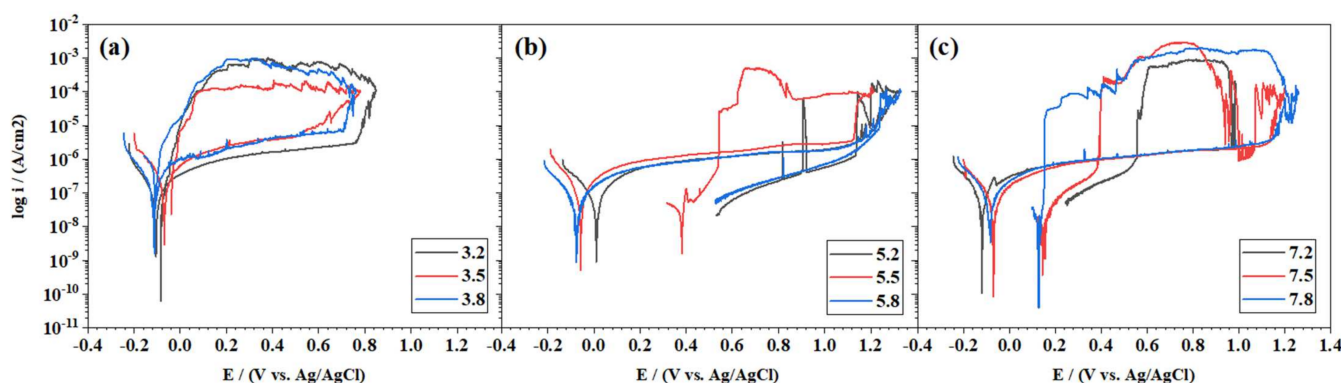 (a)
(b)
(c)
log i / (A/cm2)
10-2
10-3
10-4
10-5
10-6
10-7
10-8
10-9
10-10
10-11
3.2
3.5
3.8
5.2
5.5
5.8
7.2
7.5
7.8
-0.4 -0.2 0.0 0.2 0.4 0.6 0.8 1.0 1.2
-0.4 -0.2 0.0 0.2 0.4 0.6 0.8 1.0 1.2
-0.4 -0.2 0.0 0.2 0.4 0.6 0.8 1.0 1.2 1.4
E / (V vs. Ag/AgCl)
E / (V vs. Ag/AgCl)
E / (V vs. Ag/AgCl)